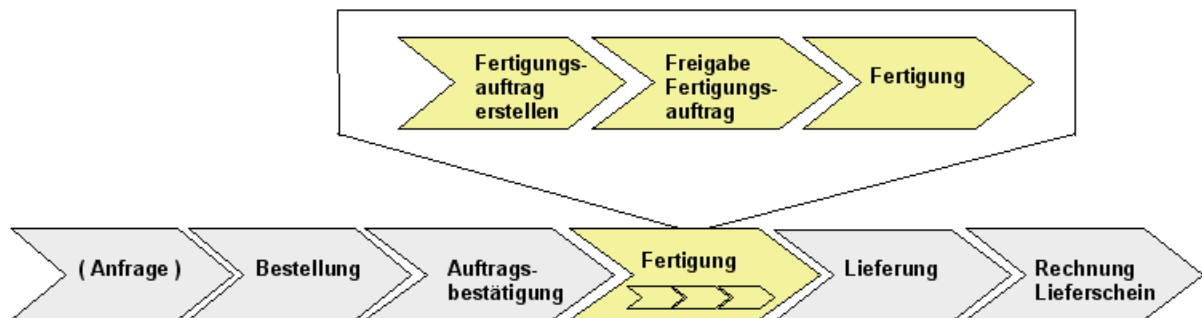 Fertigungs-
auftrag
erstellen
Freigabe
Fertigungs-
auftrag
Fertigung
( Anfrage )
Bestellung
Auftrags-
bestätigung
Fertigung
Lieferung
Rechnung
Lieferschein